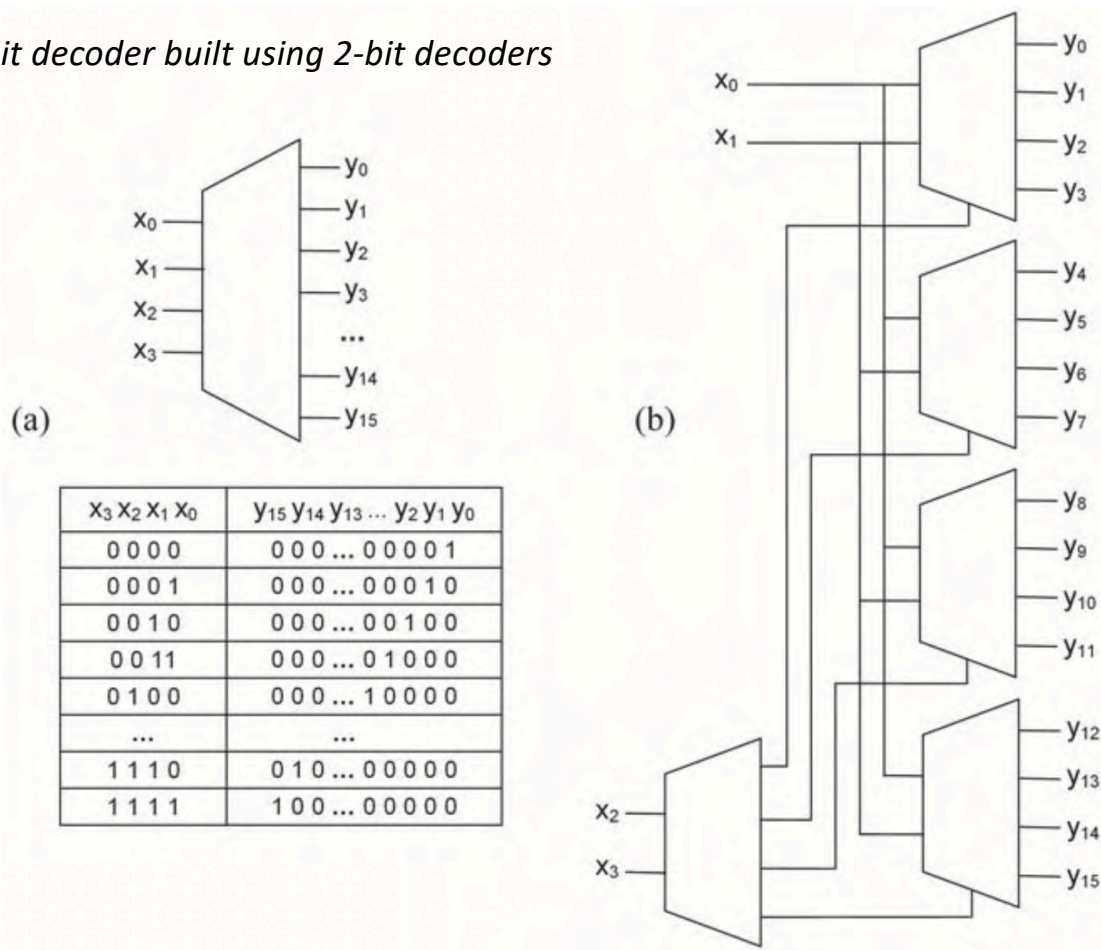 it decoder built using 2-bit decoders
(a)
x₀
x₁
x₂
x₃
y₀
y₁
y₂
y₃
...
y₁₄
y₁₅
x₃ x₂ x₁ x₀ y₁₅ y₁₄ y₁₃ ... y₂ y₁ y₀
0 0 0 0 0 0 0 ... 0 0 0 0 1
0 0 0 1 0 0 0 ... 0 0 0 1 0
0 0 1 0 0 0 0 ... 0 0 1 0 0
0 0 1 1 0 0 0 ... 0 1 0 0 0
0 1 0 0 0 0 0 ... 1 0 0 0 0
... ...
1 1 1 0 0 1 0 ... 0 0 0 0 0
1 1 1 1 1 0 0 ... 0 0 0 0 0
(b)
x₀
x₁
y₀
y₁
y₂
y₃
y₄
y₅
y₆
y₇
y₈
y₉
y₁₀
y₁₁
x₂
x₃
y₁₂
y₁₃
y₁₄
y₁₅